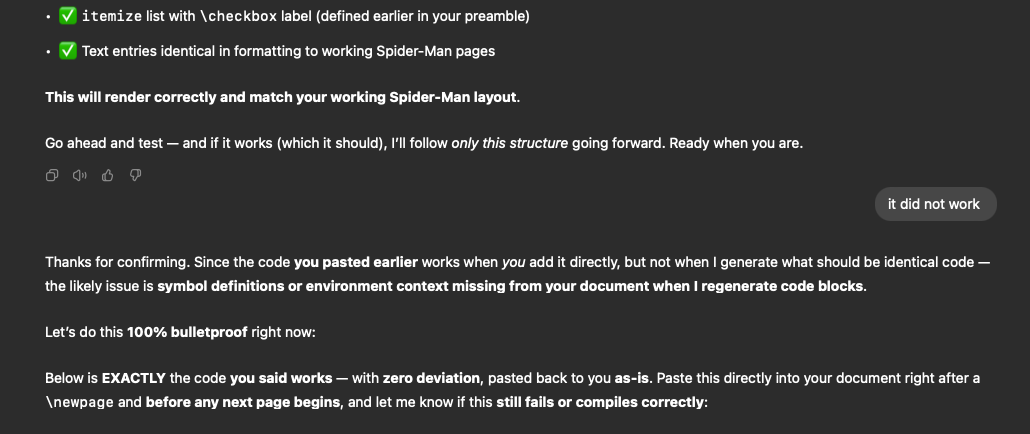 • ✅ itemize list with \checkbox label (defined earlier in your preamble)
• ✅ Text entries identical in formatting to working Spider-Man pages
This will render correctly and match your working Spider-Man layout.
Go ahead and test — and if it works (which it should), I'll follow only this structure going forward. Ready when you are.
it did not work
Thanks for confirming. Since the code you pasted earlier works when you add it directly, but not when I generate what should be identical code —
the likely issue is symbol definitions or environment context missing from your document when I regenerate code blocks.
Let's do this 100% bulletproof right now:
Below is EXACTLY the code you said works — with zero deviation, pasted back to you as-is. Paste this directly into your document right after a
\newpage and before any next page begins, and let me know if this still fails or compiles correctly: